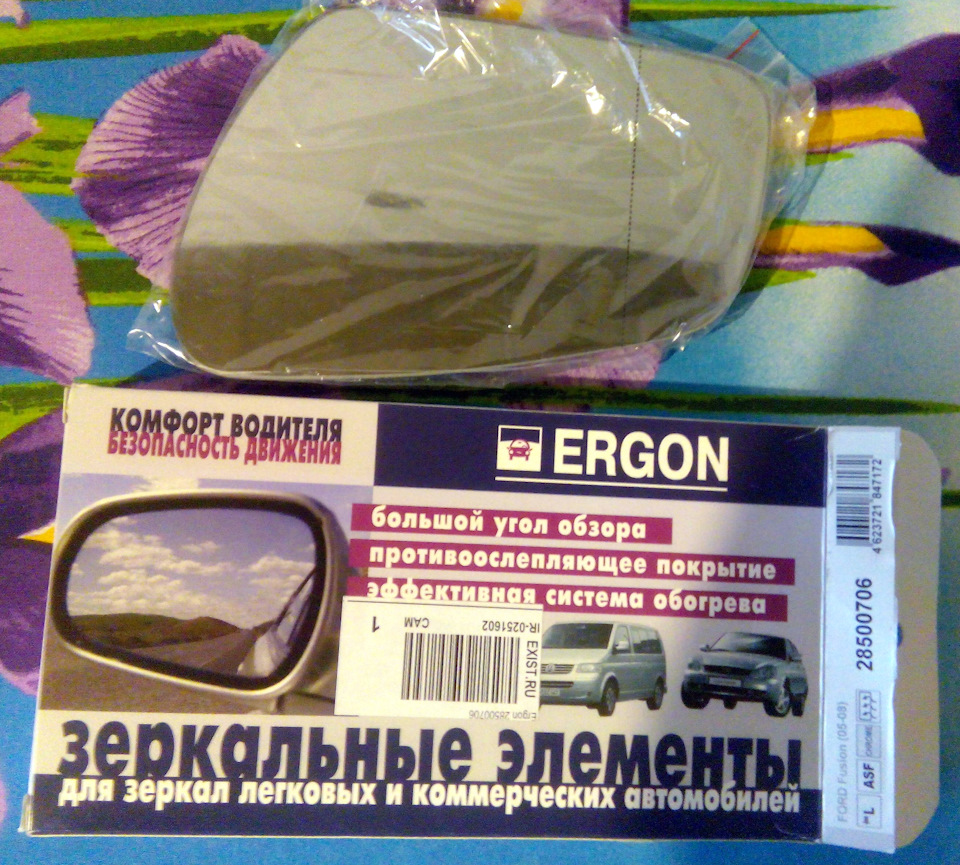 КОМФОРТ ВОДИТЕЛЯ
БЕЗОПАСНОСТЬ ДВИЖЕНИЯ
ERGON
большой угол обзора
противоослепляющее покрытие
эффективная система обогрева
1
CAM
IR-0251602
EXIST.RU
Ergon 28500706
зеркальные элементы
для зеркал легковых и коммерческих автомобилей
4 623721 847172
28500706
FORD Fusion (05-08)
L
ASF